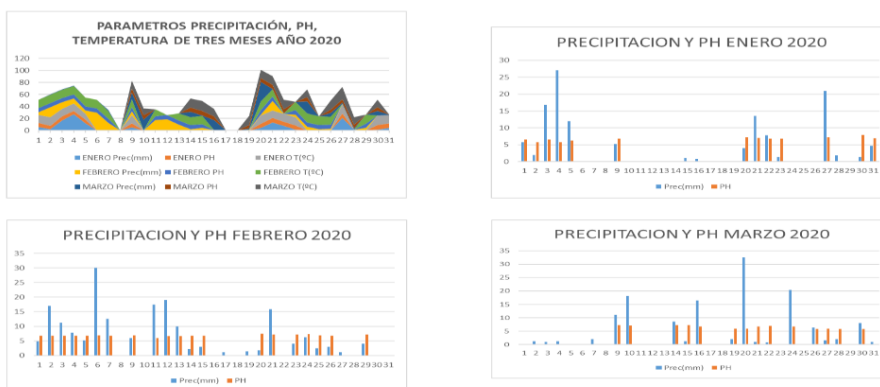 PARAMETROS PRECIPITACIÓN, PH,
TEMPERATURA DE TRES MESES AÑO 2020
120
100
80
60
40
20
0
1 2 3 4 5 6 7 8 9 10 11 12 13 14 15 16 17 18 19 20 21 22 23 24 25 26 27 28 29 30 31
ENERO Prec(mm) ENERO PH ENERO T(ºC)
FEBRERO Prec(mm) FEBRERO PH FEBRERO T(ºC)
MARZO Prec(mm) MARZO PH MARZO T(ºC)
PRECIPITACION Y PH ENERO 2020
30
25
20
15
10
5
0
1 2 3 4 5 6 7 8 9 10 11 12 13 14 15 16 17 18 19 20 21 22 23 24 25 26 27 28 29 30 31
Prec(mm) PH
PRECIPITACION Y PH FEBRERO 2020
35
30
25
20
15
10
5
0
1 2 3 4 5 6 7 8 9 10 11 12 13 14 15 16 17 18 19 20 21 22 23 24 25 26 27 28 29 30 31
Prec(mm) PH
PRECIPITACION Y PH MARZO 2020
35
30
25
20
15
10
5
0
1 2 3 4 5 6 7 8 9 10 11 12 13 14 15 16 17 18 19 20 21 22 23 24 25 26 27 28 29 30 31
Prec(mm) PH